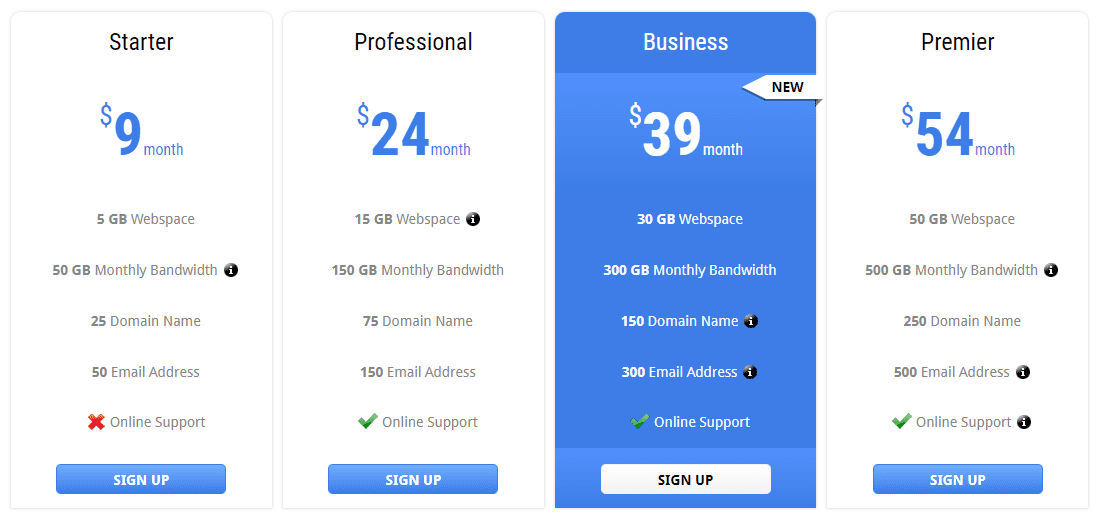 Starter
$9 month
5 GB Webspace
50 GB Monthly Bandwidth
25 Domain Name
50 Email Address
Online Support
SIGN UP
Professional
$24 month
15 GB Webspace
150 GB Monthly Bandwidth
75 Domain Name
150 Email Address
Online Support
SIGN UP
Business
NEW
$39 month
30 GB Webspace
300 GB Monthly Bandwidth
150 Domain Name
300 Email Address
Online Support
SIGN UP
Premier
$54 month
50 GB Webspace
500 GB Monthly Bandwidth
250 Domain Name
500 Email Address
Online Support
SIGN UP